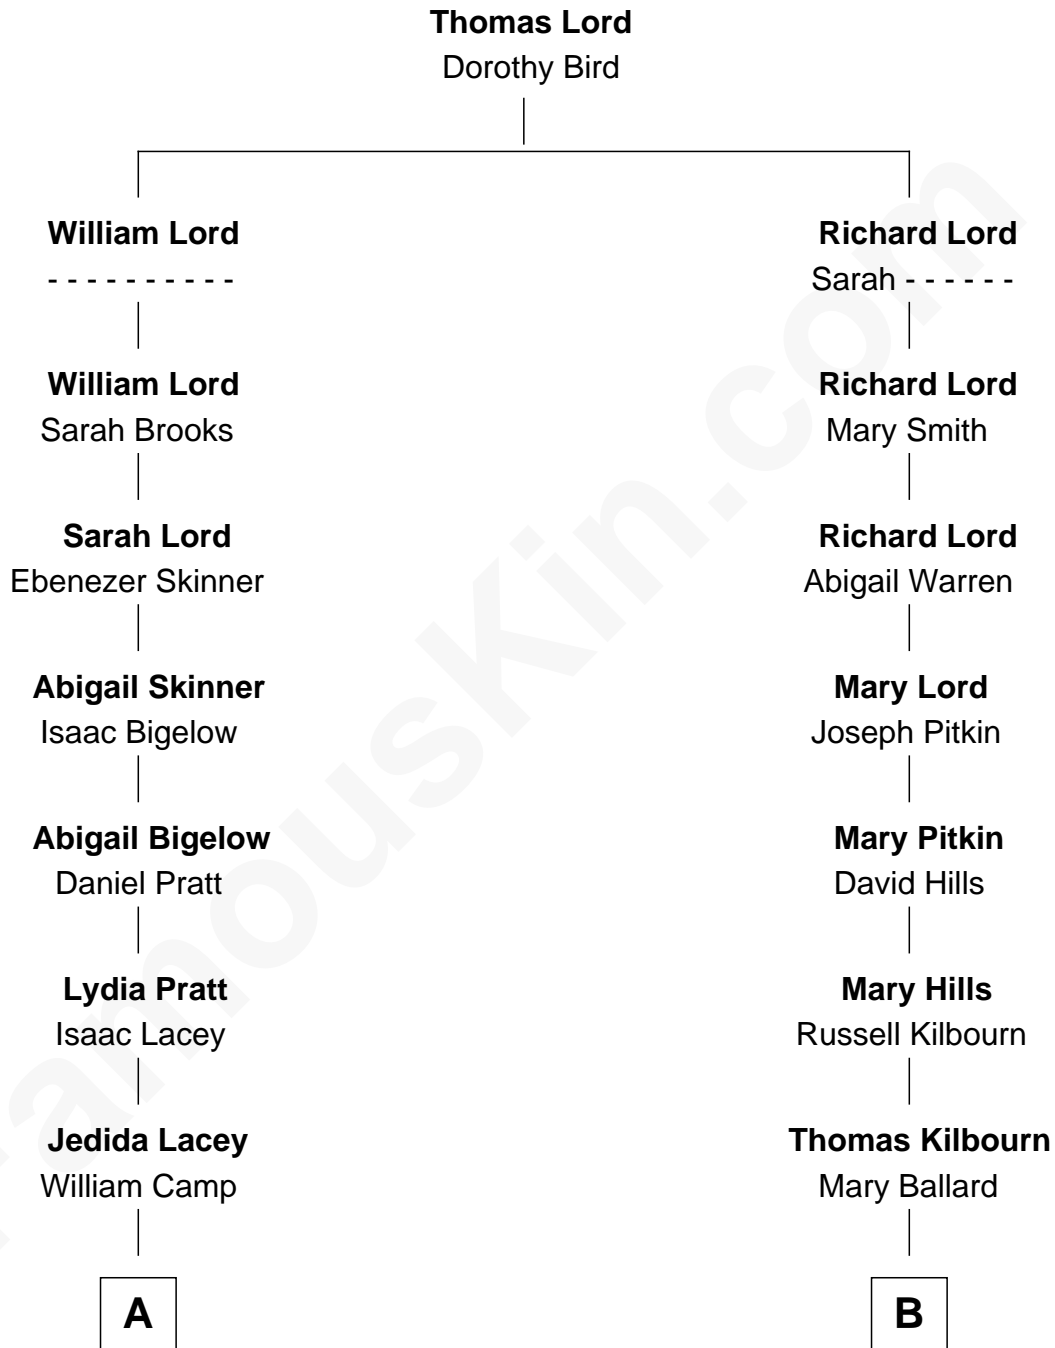 Thomas Lord
Dorothy Bird
William Lord
- - - - - - - - - -
Richard Lord
Sarah - - - - - -
William Lord
Sarah Brooks
Richard Lord
Mary Smith
Sarah Lord
Ebenezer Skinner
Richard Lord
Abigail Warren
Abigail Skinner
Isaac Bigelow
Mary Lord
Joseph Pitkin
Abigail Bigelow
Daniel Pratt
Mary Pitkin
David Hills
Lydia Pratt
Isaac Lacey
Mary Hills
Russell Kilbourn
Jedida Lacey
William Camp
Thomas Kilbourn
Mary Ballard
A
B
FamousKin.com